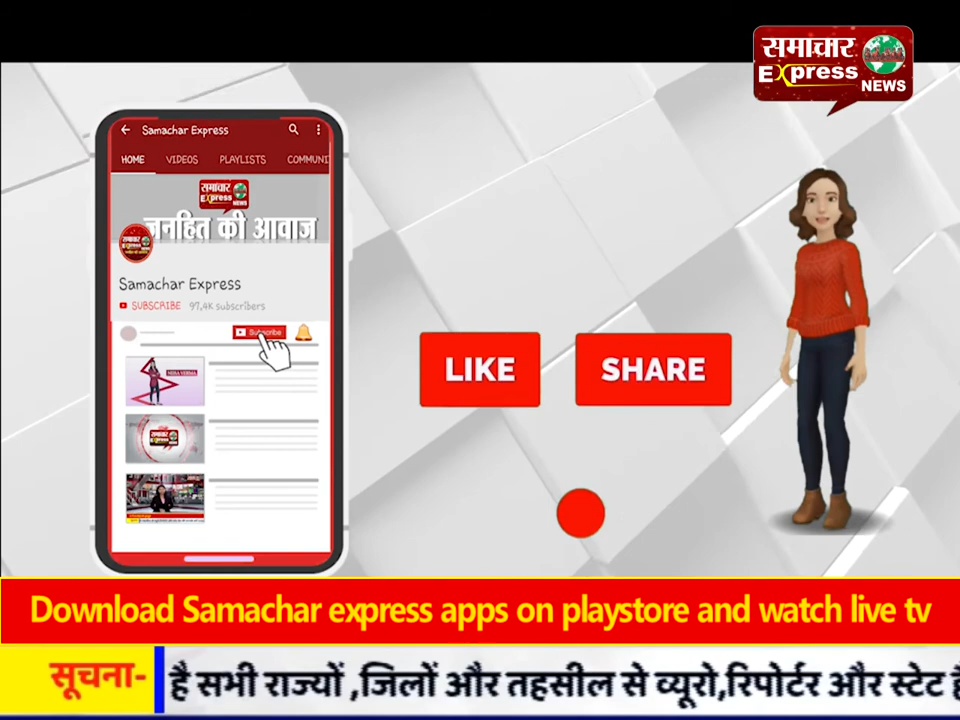 समाचार
Express
NEWS
Samachar Express
HOME VIDEOS PLAYLISTS COMMUNI
समाचार
Express
NEWS
जनहित की आवाज
Samachar Express
SUBSCRIBE 97.4K subscribers
Subscribe
LIKE SHARE
Download Samachar express apps on playstore and watch live tv
सूचना- है सभी राज्यों ,जिलों और तहसील से ब्यूरो,रिपोर्टर और स्टेट